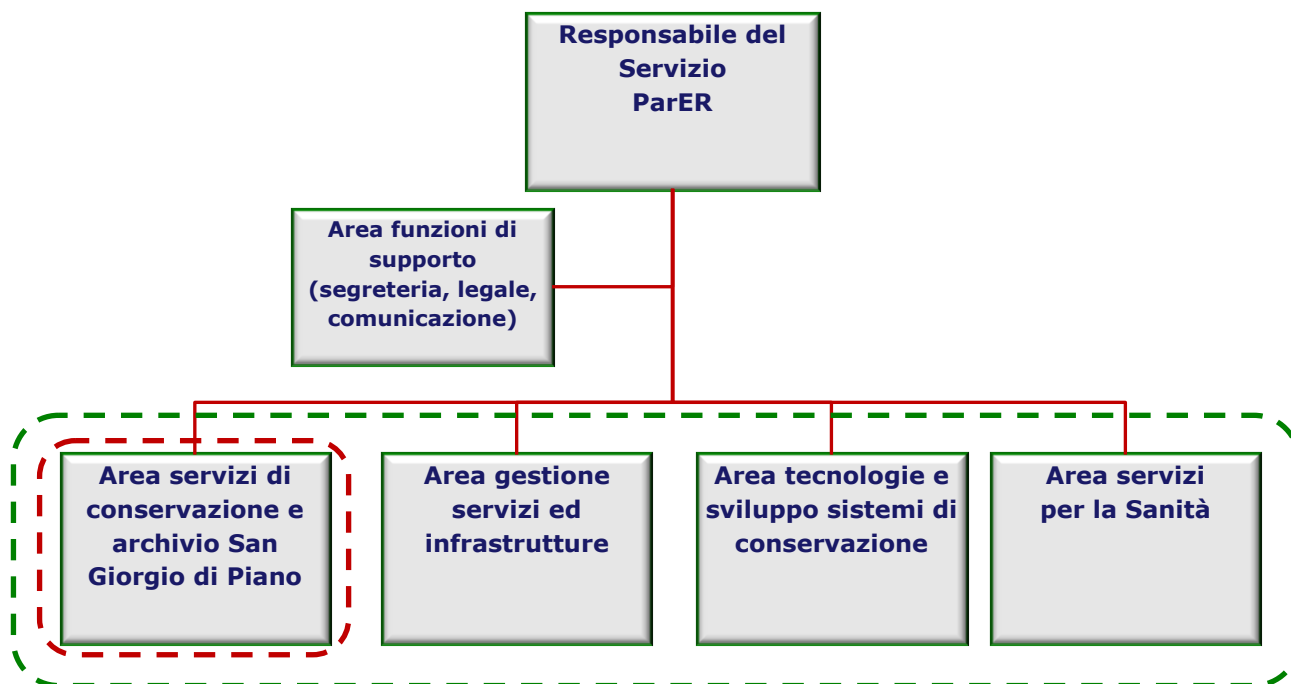 Responsabile del
Servizio
ParER
Area funzioni di
supporto
(segreteria, legale,
comunicazione)
Area servizi di
conservazione e
archivio San
Giorgio di Piano
Area gestione
servizi ed
infrastrutture
Area tecnologie e
sviluppo sistemi di
conservazione
Area servizi
per la Sanità